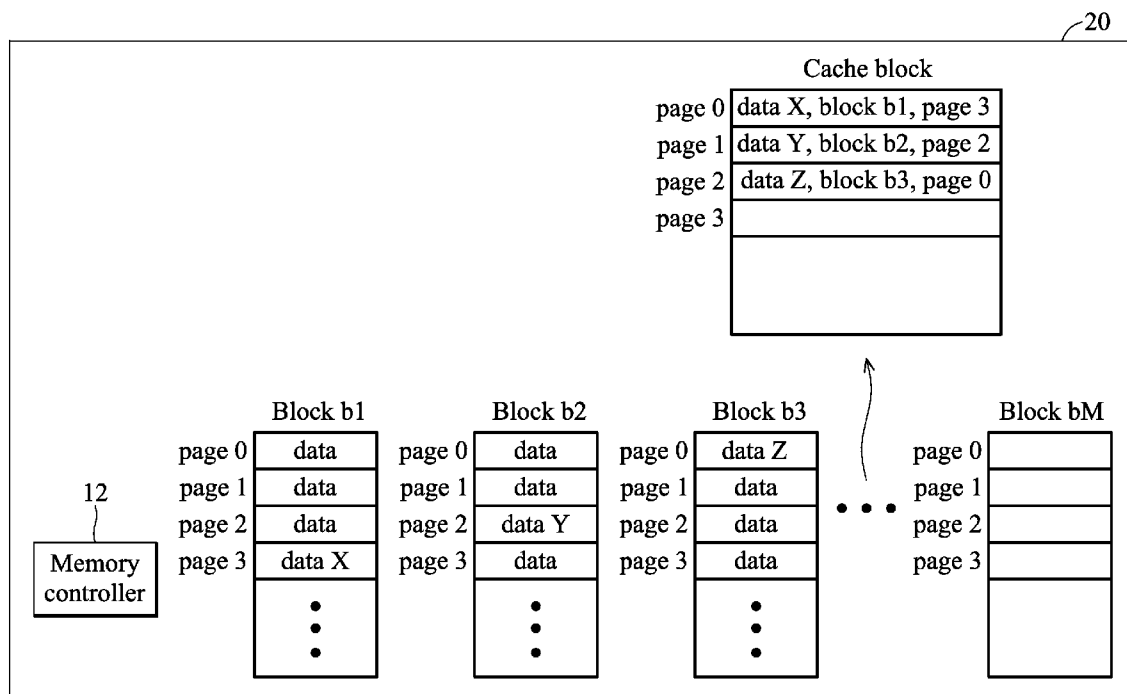 20
Cache block
page 0 data X, block b1, page 3
page 1 data Y, block b2, page 2
page 2 data Z, block b3, page 0
page 3
Block b1 Block b2 Block b3 Block bM
page 0 data page 0 data page 0 data Z page 0
page 1 data page 1 data page 1 data page 1
12
page 2 data page 2 data Y page 2 data page 2
page 3 data X page 3 data page 3 data page 3
Memory
controller